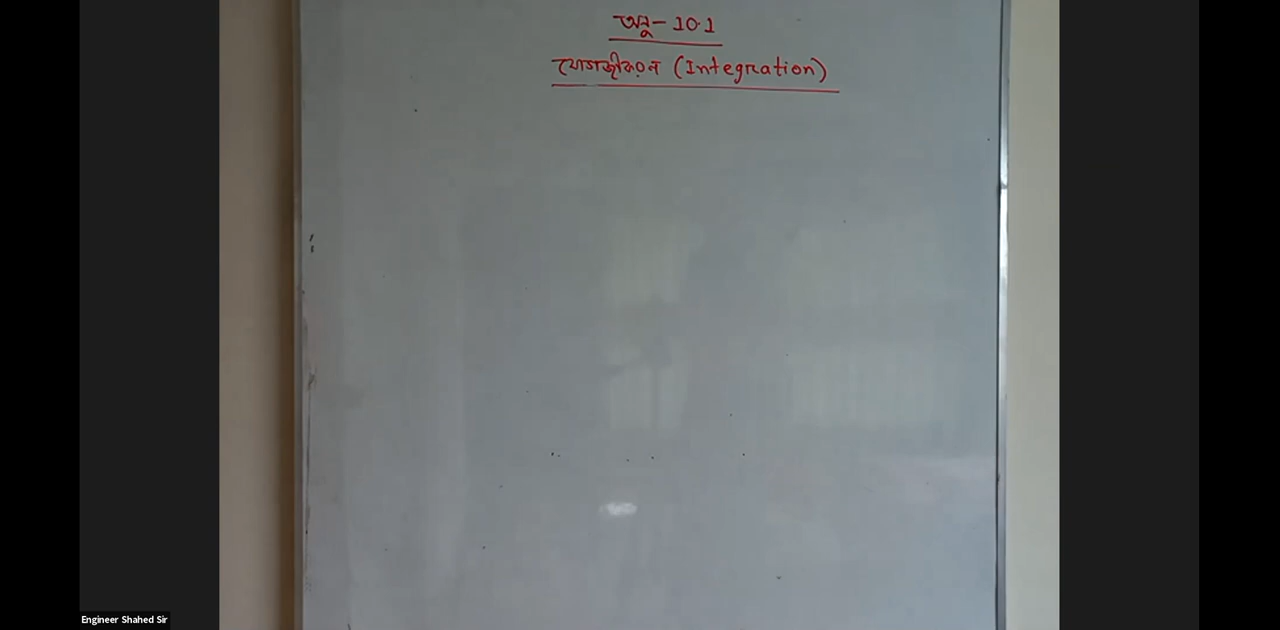 অনু - 10.1
যোগজীকরণ (Integration)
Engineer Shahed Sir